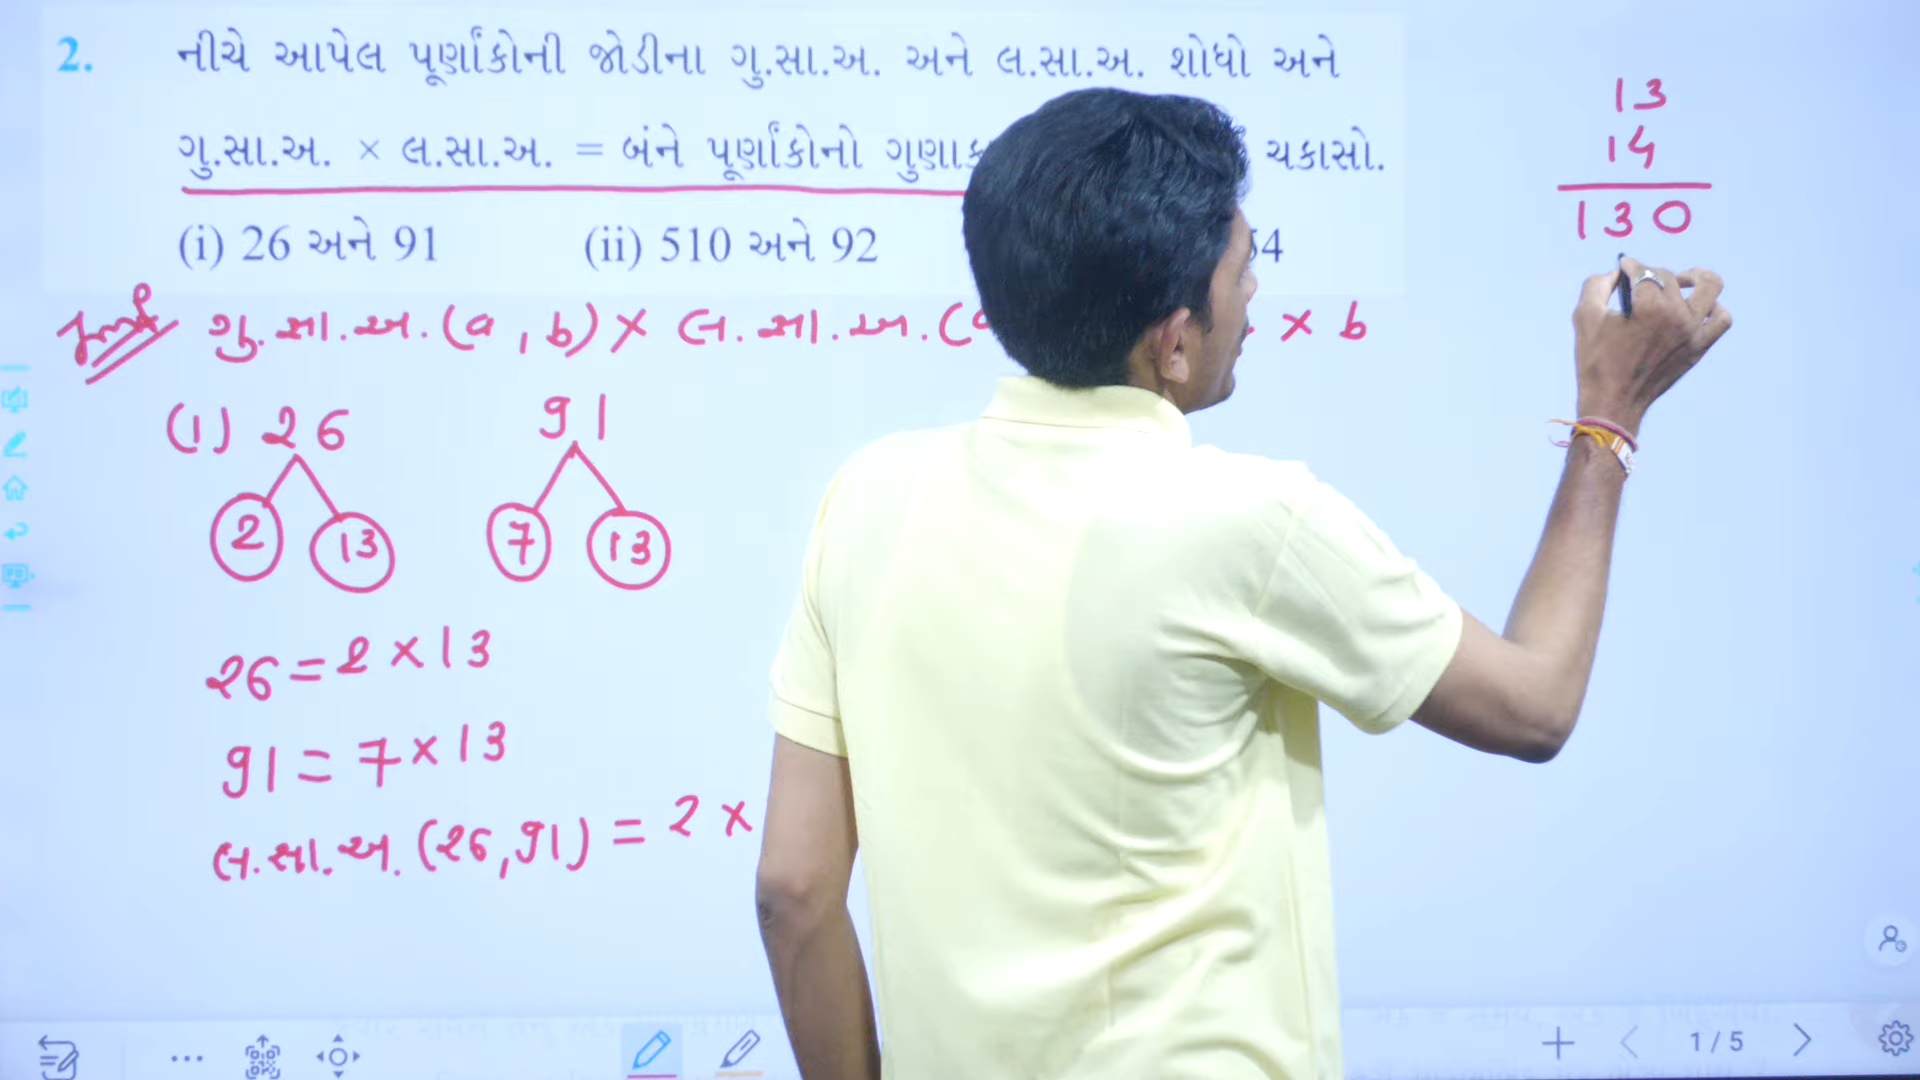 2. નીચે આપેલ પૂર્ણાંકોની જોડીના ગુ.સા.અ. અને લ.સા.અ. શોધો અને
ગુ.સા.અ. × લ.સા.અ. = બંને પૂર્ણાંકોનો ચકાસો.
(i) 26 અને 91 (ii) 510 અને 92
ગુ.સા.અ.(a, b) × લ.સા.અ.( × b
(i) 26 91
2 13 7 13
26 = 2 × 13
91 = 7 × 13
લ.સા.અ. (26,91) = 2 ×
13
14
130
1/5